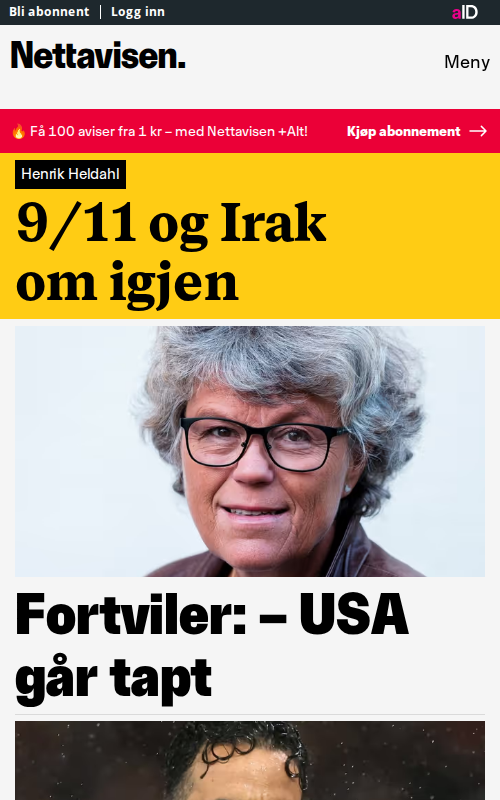 Bli abonnent | Logg inn
aID
Nettavisen.
Meny
🔥 Få 100 aviser fra 1 kr – med Nettavisen +Alt!
Kjøp abonnement →
Henrik Heldahl
9/11 og Irak
om igjen
Fortviler: – USA
går tapt